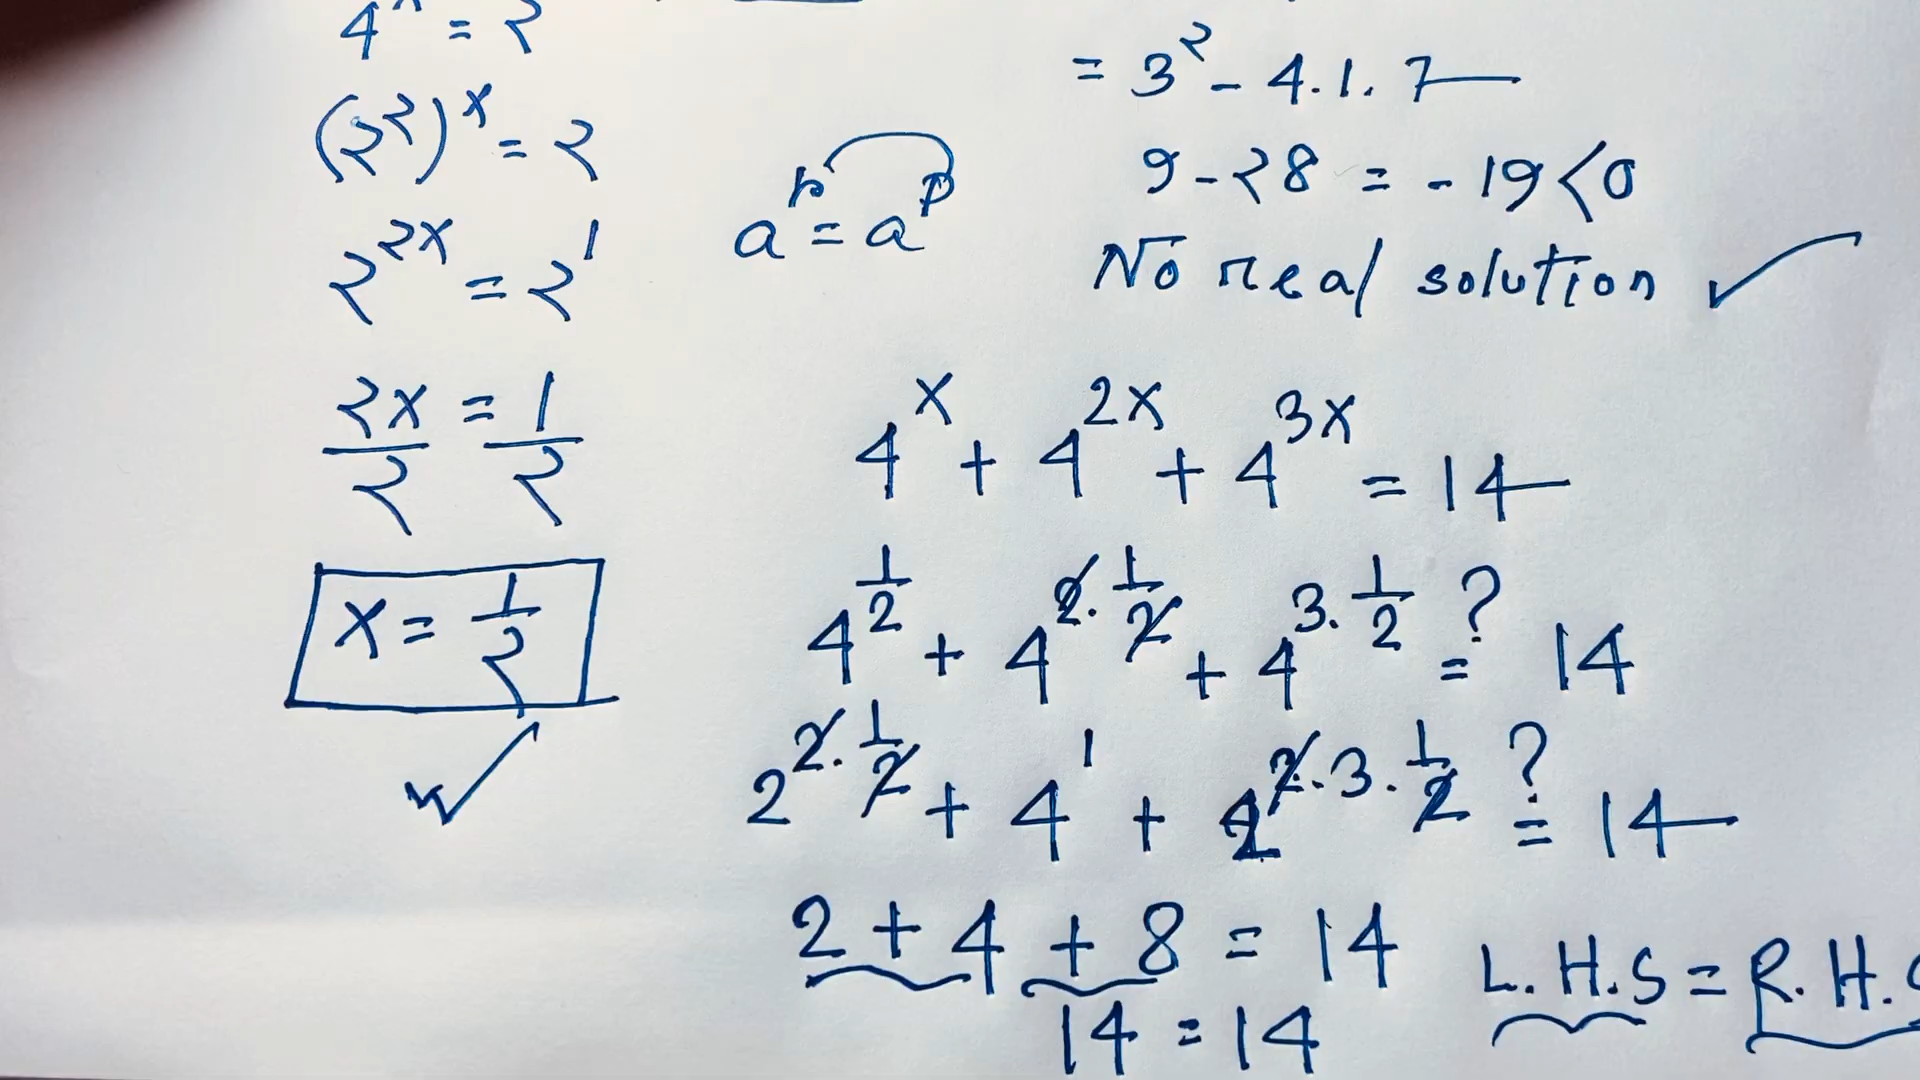 4^x = 2
(2^2)^x = 2
2^{2x} = 2^1
2x/2 = 1/2
x = 1/2
a^n = a^p
= 3^2 - 4.1.7
9 - 28 = -19 < 0
No real solution ✓
4^x + 4^{2x} + 4^{3x} = 14
4^{1/2} + 4^{2.1/2} + 4^{3.1/2} =? 14
2^{2.1/2} + 4^1 + 2^{2.3.1/2} =? 14
2 + 4 + 8 = 14
14 = 14
L.H.S = R.H.S